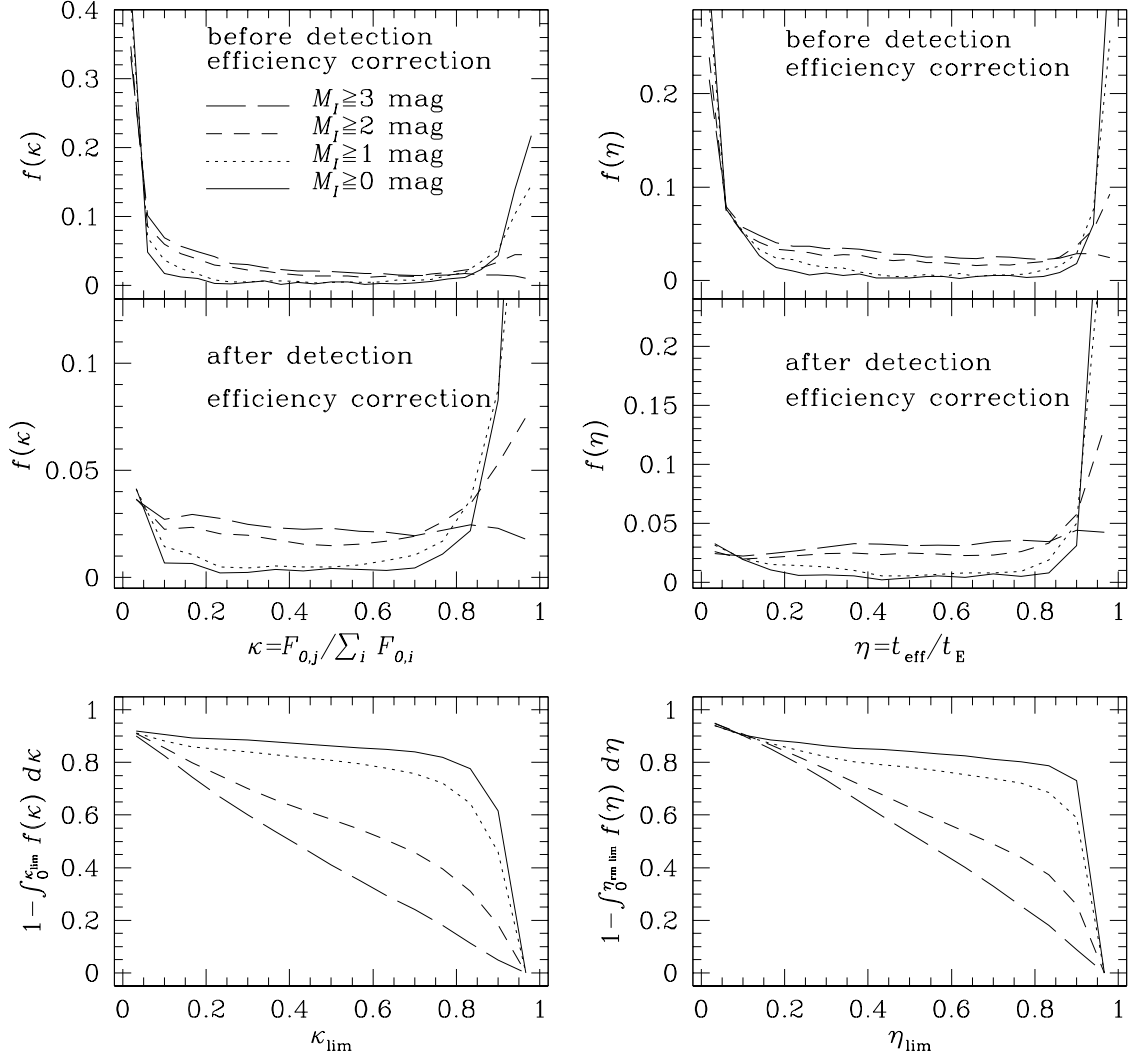 before detection
efficiency correction
M_I≧3 mag
M_I≧2 mag
M_I≧1 mag
M_I≧0 mag
f(κ)
0.4
0.3
0.2
0.1
0
before detection
efficiency correction
f(η)
0.2
0.1
0
after detection
efficiency correction
f(κ)
0.1
0.05
0
0 0.2 0.4 0.6 0.8 1
κ=F_{0,j}/∑_i F_{0,i}
after detection
efficiency correction
f(η)
0.2
0.15
0.1
0.05
0
0 0.2 0.4 0.6 0.8 1
η=t_eff/t_E
1−∫_0^{κ_lim} f(κ) dκ
1
0.8
0.6
0.4
0.2
0
0 0.2 0.4 0.6 0.8 1
κ_lim
1−∫_0^{η_rm lim} f(η) dη
1
0.8
0.6
0.4
0.2
0
0 0.2 0.4 0.6 0.8 1
η_lim